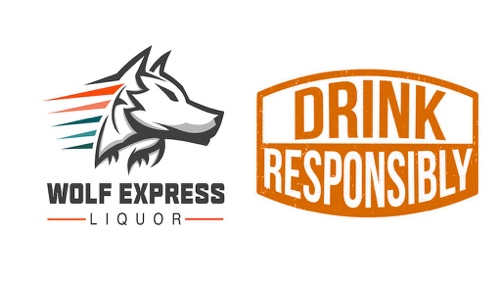 WOLF EXPRESS
LIQUOR
DRINK
RESPONSIBLY